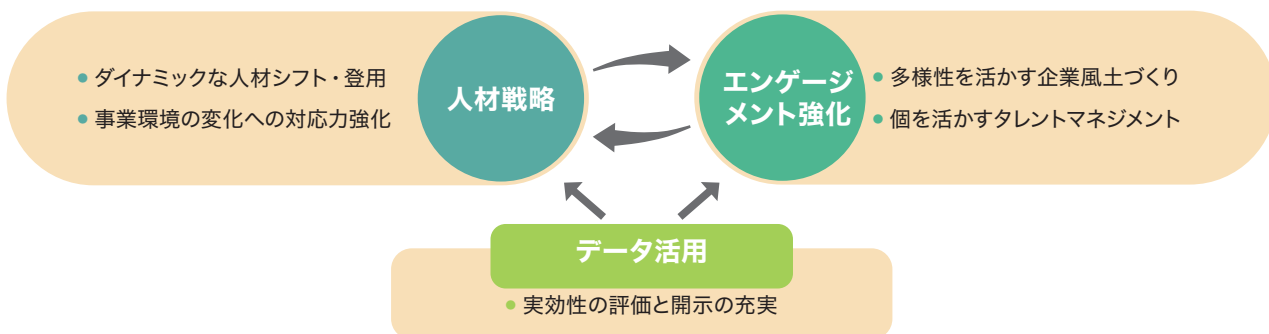 ダイナミックな人材シフト・登用
事業環境の変化への対応力強化
人材戦略
エンゲージ
メント強化
多様性を活かす企業風土づくり
個を活かすタレントマネジメント
データ活用
実効性の評価と開示の充実